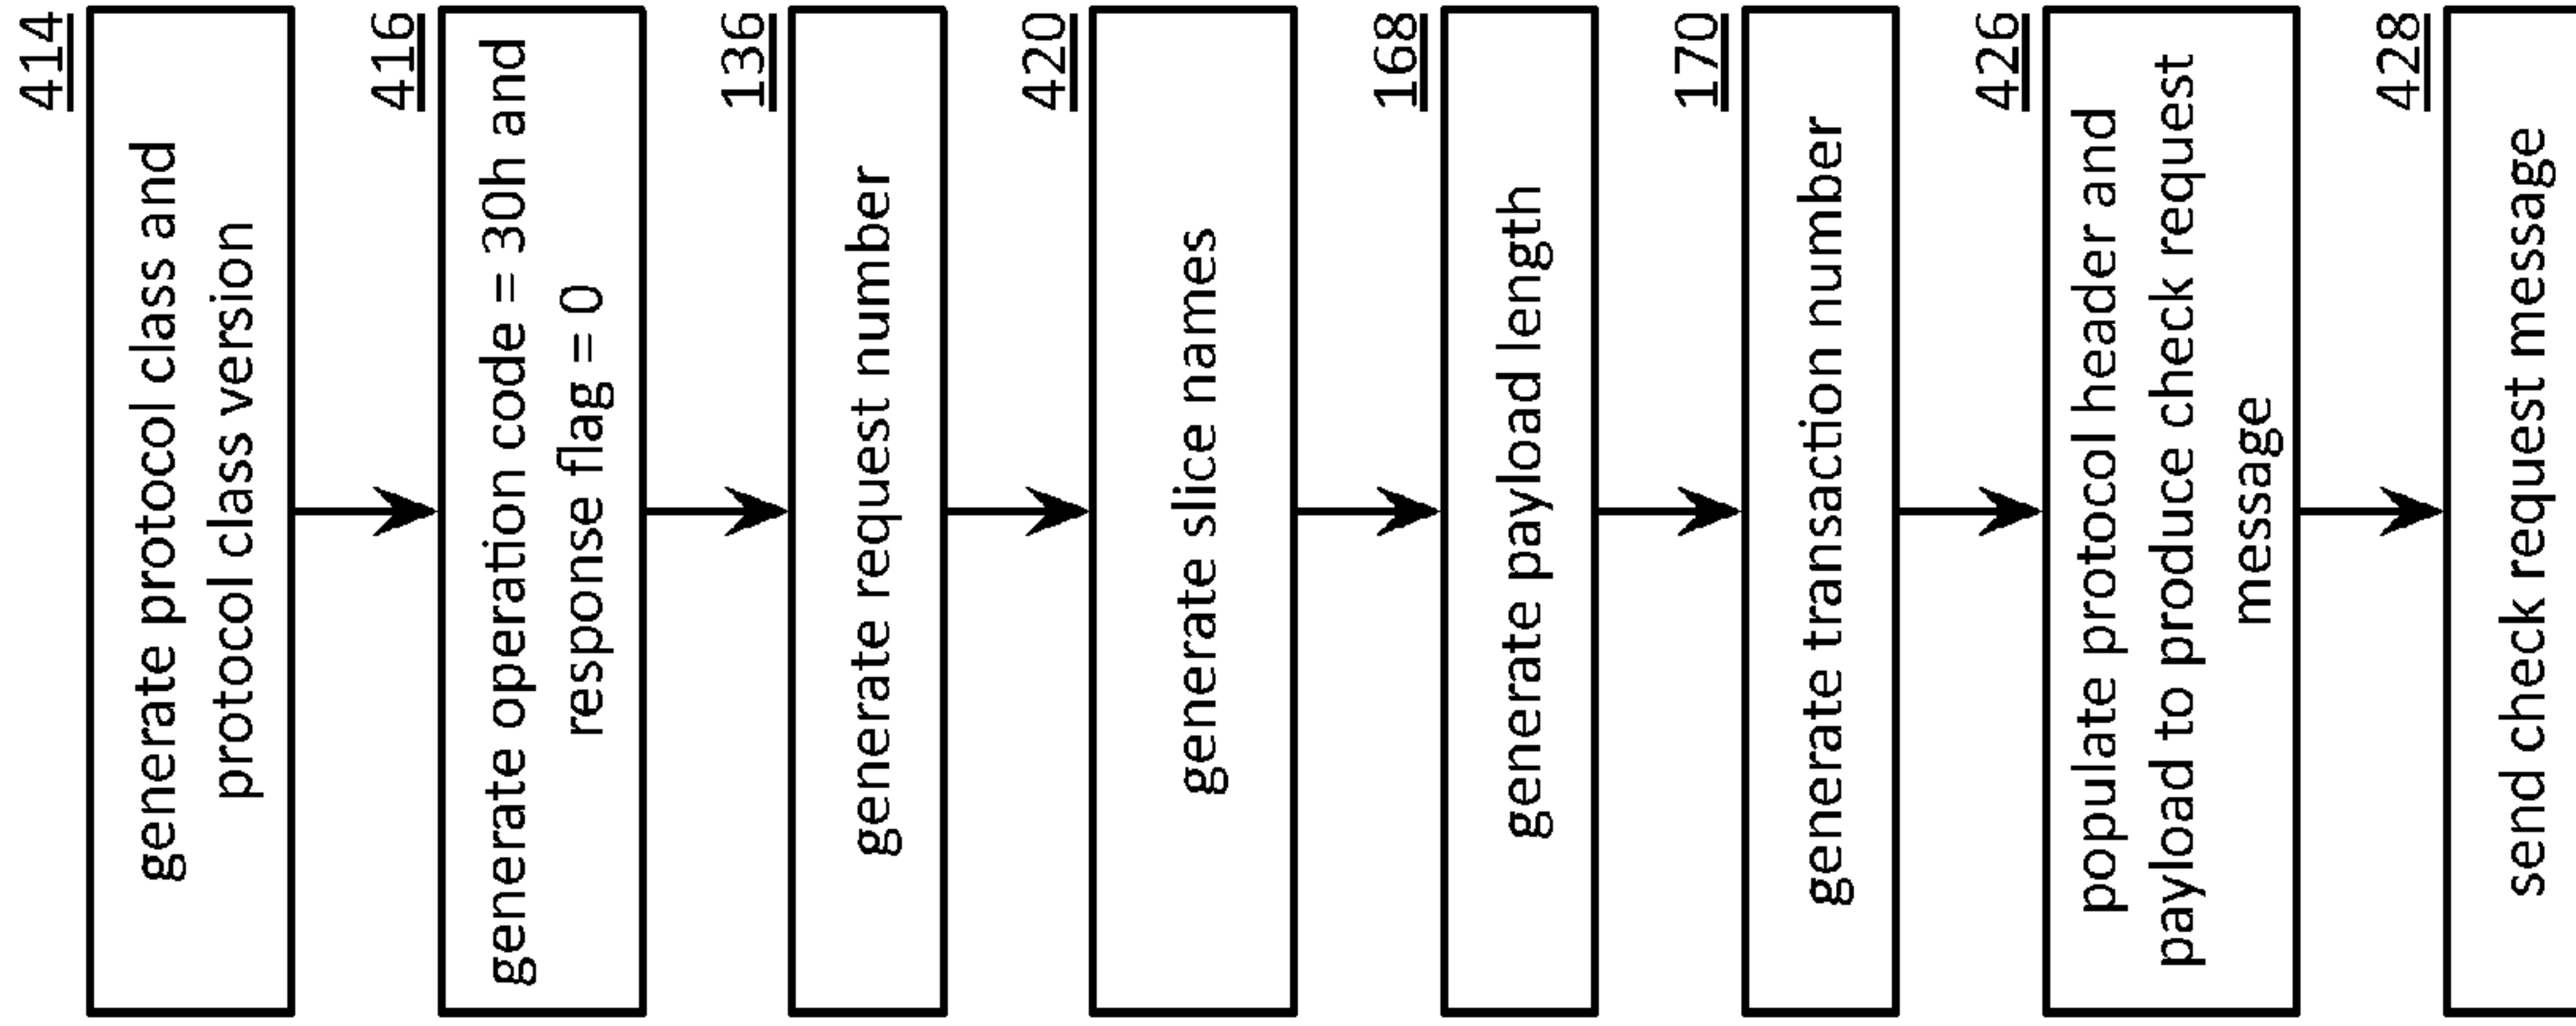 414
generate protocol class and
protocol class version
416
generate operation code = 30h and
response flag = 0
136
generate request number
420
generate slice names
168
generate payload length
170
generate transaction number
426
populate protocol header and
payload to produce check request
message
428
send check request message